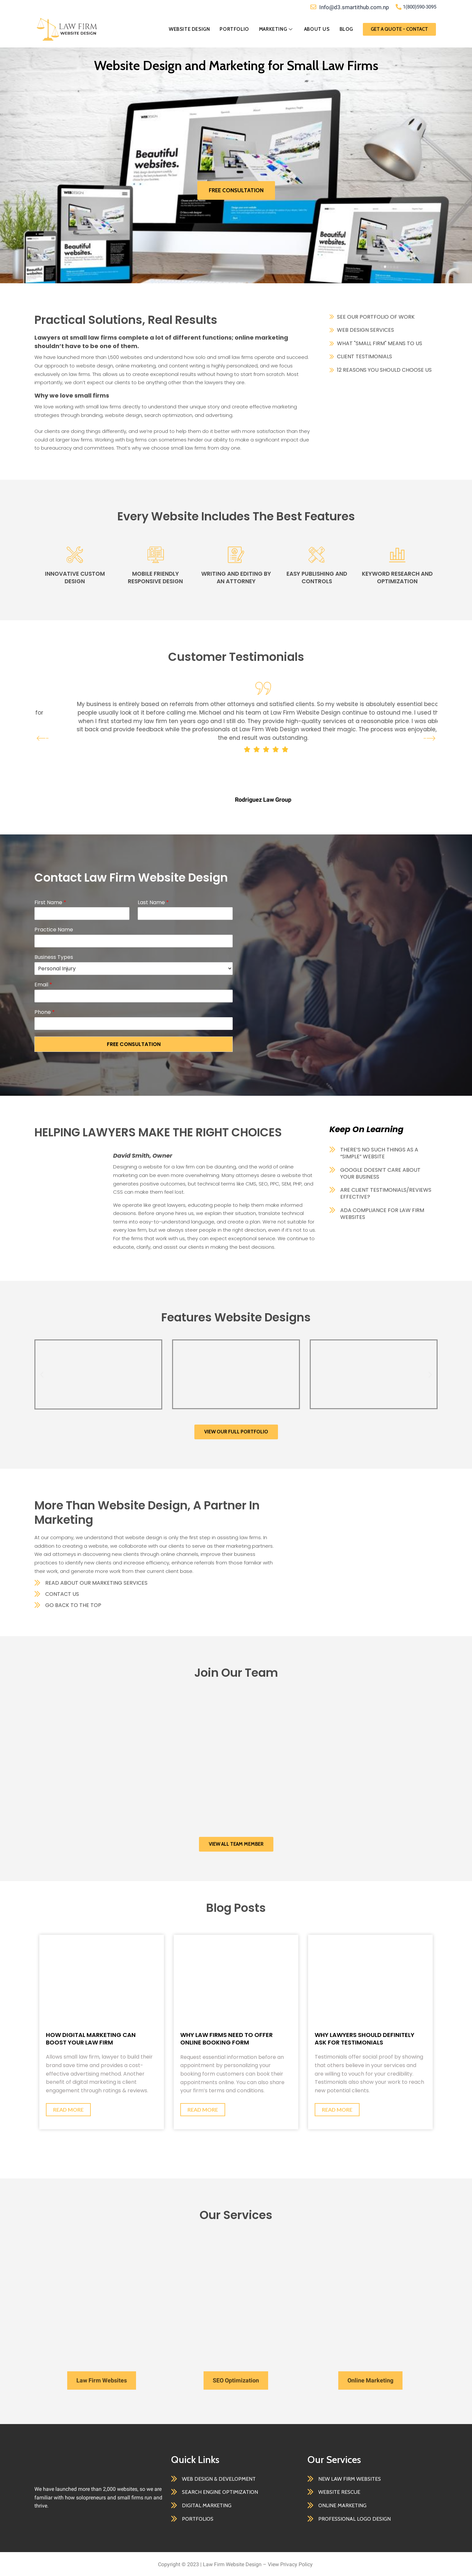 Info@d3 smartithub.com.np
1(800)590-3095
LAW FIRM
WEBSITE DESIGN
WEBSITE DESIGN
PORTFOLIO
MARKETING
ABOUT US
BLOG
GET A QUOTE - CONTACT
Website Design and Marketing for Small Law Firms
Beautiful
websites...
FREE CONSULTATION
Practical Solutions, Real Results
Lawyers at small law firms complete a lot of different functions; online marketing
shouldn't have to be one of them.
We have launched more than 1,500 websites and understand how solo and small law firms operate and succeed.
Our approach to website design, online marketing, and content writing is highly personalized, and we focus
exclusively on law firms. This allows us to create exceptional results without having to start from scratch. Most
importantly, we don't expect our clients to be anything other than the lawyers they are.
Why we love small firms
We love working with small law firms directly to understand their unique story and create effective marketing
strategies through branding, website design, search optimization, and advertising.
Our clients are doing things differently, and we're proud to help them do it better with more satisfaction than they
could at larger law firms. Working with big firms can sometimes hinder our ability to make a significant impact due
to bureaucracy and committees. That's why we choose small law firms from day one.
SEE OUR PORTFOLIO OF WORK
WEB DESIGN SERVICES
WHAT "SMALL FIRM" MEANS TO US
CLIENT TESTIMONIALS
12 REASONS YOU SHOULD CHOOSE US
Every Website Includes The Best Features
INNOVATIVE CUSTOM
DESIGN
MOBILE FRIENDLY
RESPONSIVE DESIGN
WRITING AND EDITING BY
AN ATTORNEY
EASY PUBLISHING AND
CONTROLS
KEYWORD RESEARCH AND
OPTIMIZATION
Customer Testimonials
for
My business is entirely based on referrals from other attorneys and satisfied clients. So my website is absolutely essential bec
people usually look at it before calling me. Michael and his team at Law Firm Website Design continue to astound me. I used th
when I first started my law firm ten years ago and I still do. They provide high-quality services at a reasonable price. I was able
sit back and provide feedback while the professionals at Law Firm Web Design worked their magic. The process was enjoyable,
the end result was outstanding.
Rodriguez Law Group
Contact Law Firm Website Design
First Name
Last Name
Practice Name
Business Types
Personal Injury
Email
Phone
FREE CONSULTATION
HELPING LAWYERS MAKE THE RIGHT CHOICES
David Smith, Owner
Designing a website for a law firm can be daunting, the world of online
marketing can be even more overwhelming. Many attorneys want a website that
generates positive outcomes, but technical terms like CMS, SEO, PPC, SEM, PHP, and
CSS can make them feel lost.
We operate like great lawyers, educating people to help them make informed
decisions. Before anyone hires us, we explain their situation, translate technical
terms into easy-to-understand language, and create a plan. We're not suitable for
every law firm, but we always steer people in the right direction, even if it's not to us.
For the firms that work with us, they can expect exceptional service. We continue to
educate, clarify, and assist our clients in making the best decisions.
Keep On Learning
THERE'S NO SUCH THINGS AS A
"SIMPLE" WEBSITE
GOOGLE DOESN'T CARE ABOUT
YOUR BUSINESS
ARE CLIENT TESTIMONIALS/REVIEWS
EFFECTIVE?
ADA COMPLIANCE FOR LAW FIRM
WEBSITES
Features Website Designs
VIEW OUR FULL PORTFOLIO
More Than Website Design, A Partner In
Marketing
At our company, we understand that website design is only the first step in assisting law firms. In
addition to creating a website, we collaborate with our clients to serve as their marketing partners.
We aid attorneys in discovering new clients through online channels, improve their business
practices to identify new clients and increase efficiency, enhance referrals from those familiar with
their work, and generate more work from their current client base.
READ ABOUT OUR MARKETING SERVICES
CONTACT US
GO BACK TO THE TOP
Join Our Team
VIEW ALL TEAM MEMBER
Blog Posts
HOW DIGITAL MARKETING CAN
BOOST YOUR LAW FIRM
Allows small law firm, lawyer to build their
brand save time and provides a cost-
effective advertising method. Another
benefit of digital marketing is client
engagement through ratings & reviews.
READ MORE
WHY LAW FIRMS NEED TO OFFER
ONLINE BOOKING FORM
Request essential information before an
appointment by personalizing your
booking form customers can book their
appointments online. You can also share
your firm's terms and conditions.
READ MORE
WHY LAWYERS SHOULD DEFINITELY
ASK FOR TESTIMONIALS
Testimonials offer social proof by showing
that others believe in your services and
are willing to vouch for your credibility.
Testimonials also show your work to reach
new potential clients.
READ MORE
Our Services
Law Firm Websites
SEO Optimization
Online Marketing
We have launched more than 2,000 websites, so we are
familiar with how solopreneurs and small firms run and
thrive.
Quick Links
WEB DESIGN & DEVELOPMENT
SEARCH ENGINE OPTIMIZATION
DIGITAL MARKETING
PORTFOLIOS
Our Services
NEW LAW FIRM WEBSITES
WEBSITE RESCUE
ONLINE MARKETING
PROFESSIONAL LOGO DESIGN
Copyright © 2023 | Law Firm Website Design – View Privacy Policy